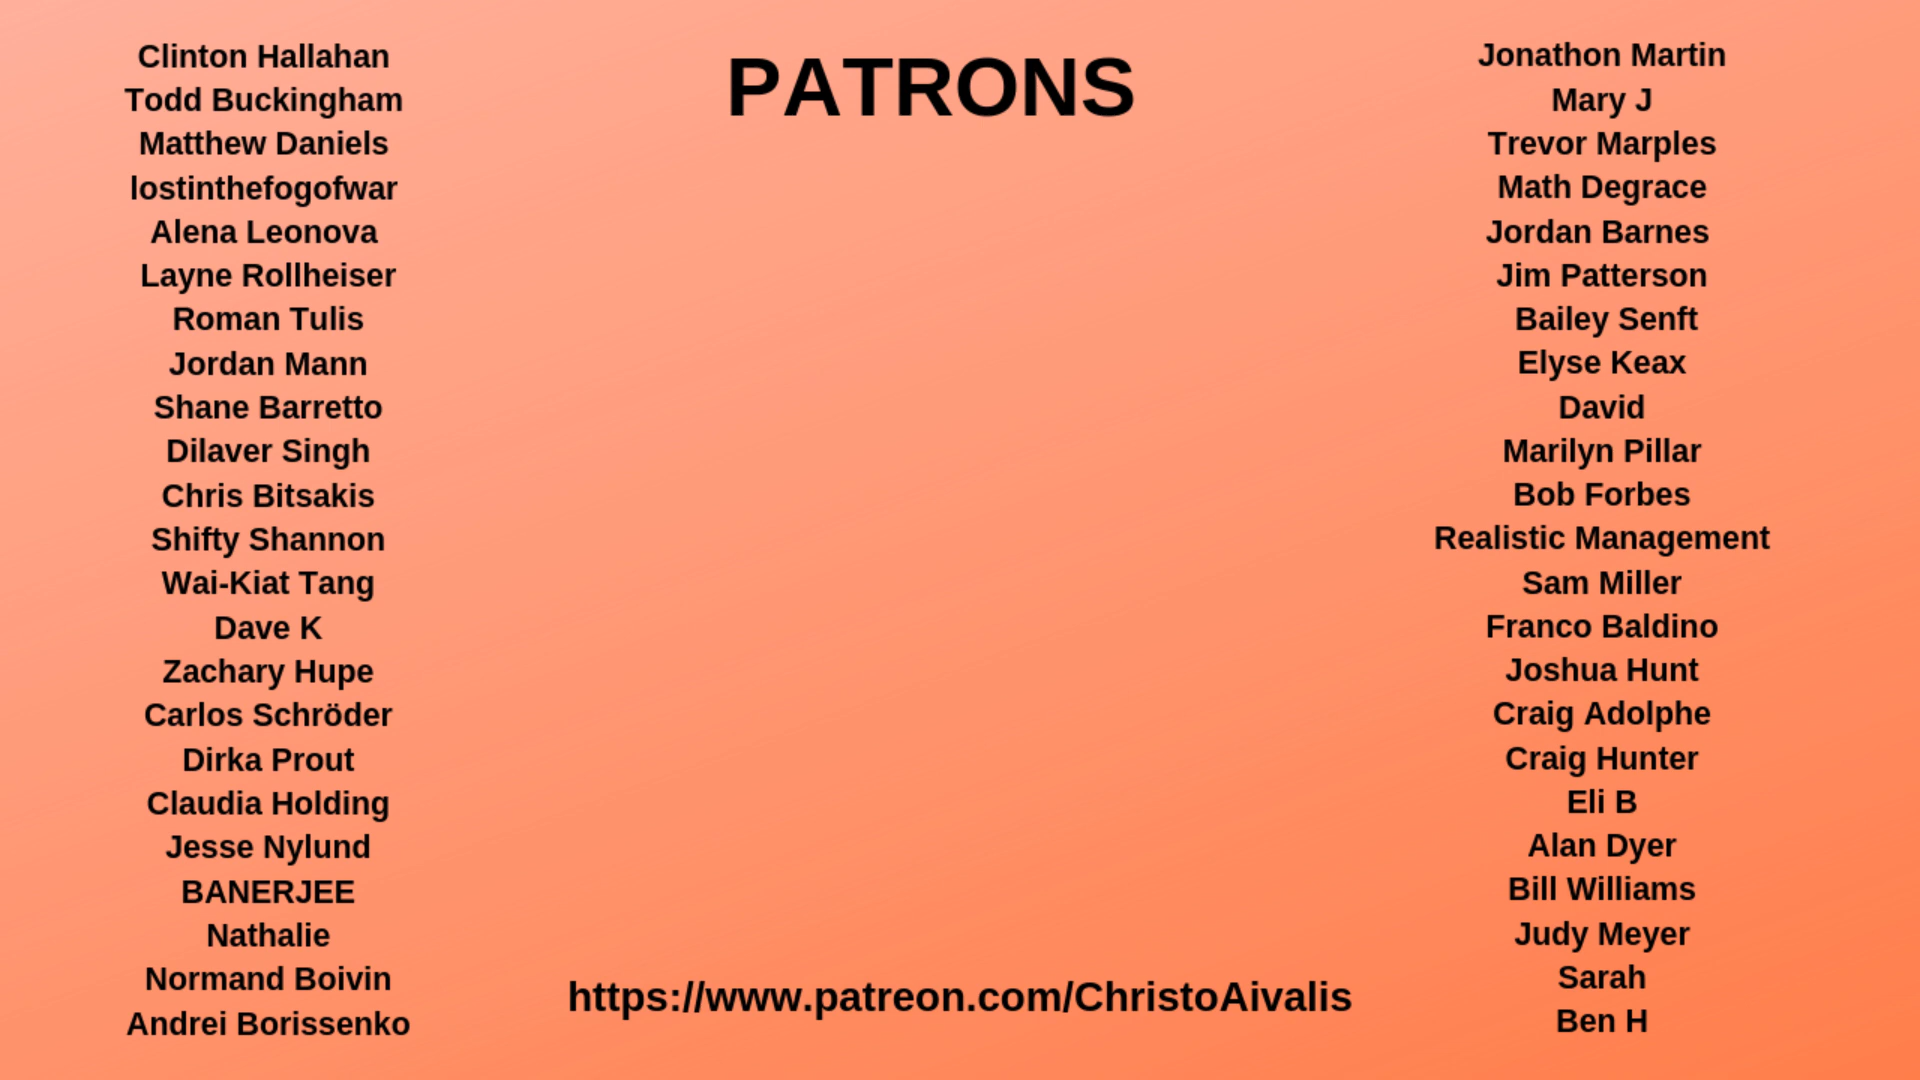 PATRONS
Clinton Hallahan
Todd Buckingham
Matthew Daniels
lostinthefogofwar
Alena Leonova
Layne Rollheiser
Roman Tulis
Jordan Mann
Shane Barretto
Dilaver Singh
Chris Bitsakis
Shifty Shannon
Wai-Kiat Tang
Dave K
Zachary Hupe
Carlos Schröder
Dirka Prout
Claudia Holding
Jesse Nylund
BANERJEE
Nathalie
Normand Boivin
Andrei Borissenko
Jonathon Martin
Mary J
Trevor Marples
Math Degrace
Jordan Barnes
Jim Patterson
Bailey Senft
Elyse Keax
David
Marilyn Pillar
Bob Forbes
Realistic Management
Sam Miller
Franco Baldino
Joshua Hunt
Craig Adolphe
Craig Hunter
Eli B
Alan Dyer
Bill Williams
Judy Meyer
Sarah
Ben H
https://www.patreon.com/ChristoAivalis